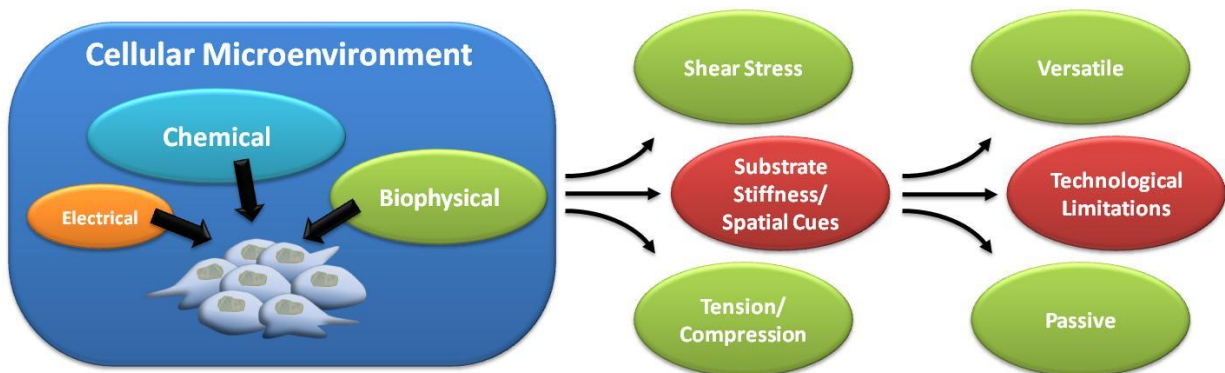 Cellular Microenvironment
Chemical
Electrical
Biophysical
Shear Stress
Substrate
Stiffness/
Spatial Cues
Tension/
Compression
Versatile
Technological
Limitations
Passive